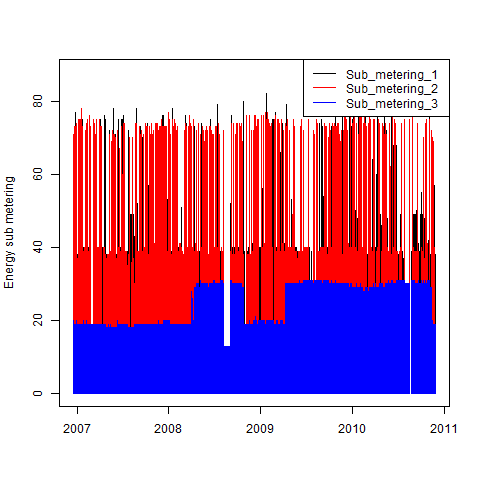 Sub_metering_1
Sub_metering_2
Sub_metering_3
Energy sub metering
80
60
40
20
0
2007 2008 2009 2010 2011